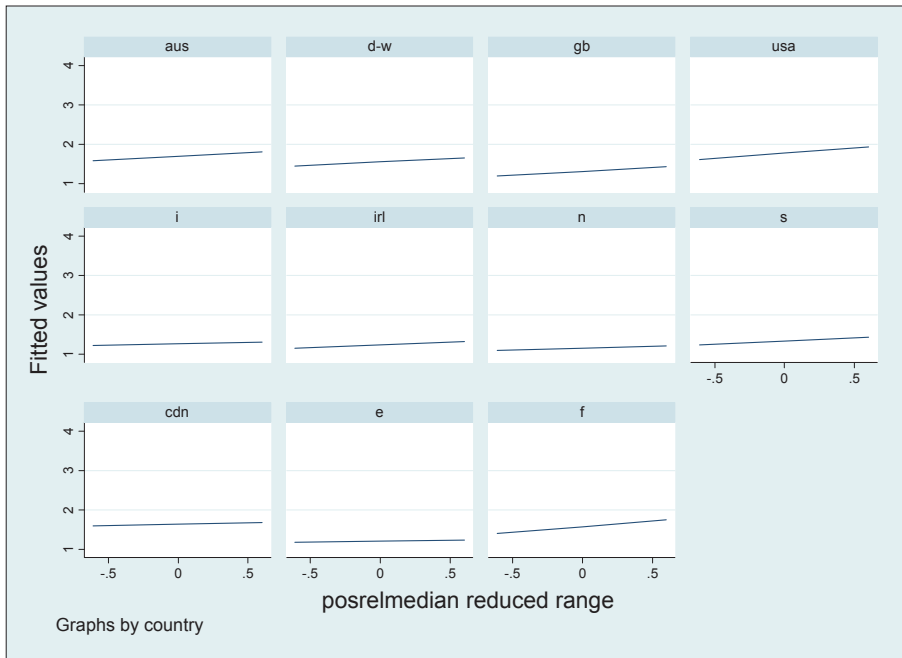 aus d-w gb usa
4
3
2
1
i irl n s
4
3
2
1
-.5 0 .5
cdn e f
4
3
2
1
-.5 0 .5 -.5 0 .5 -.5 0 .5
Fitted values
posrelmedian reduced range
Graphs by country